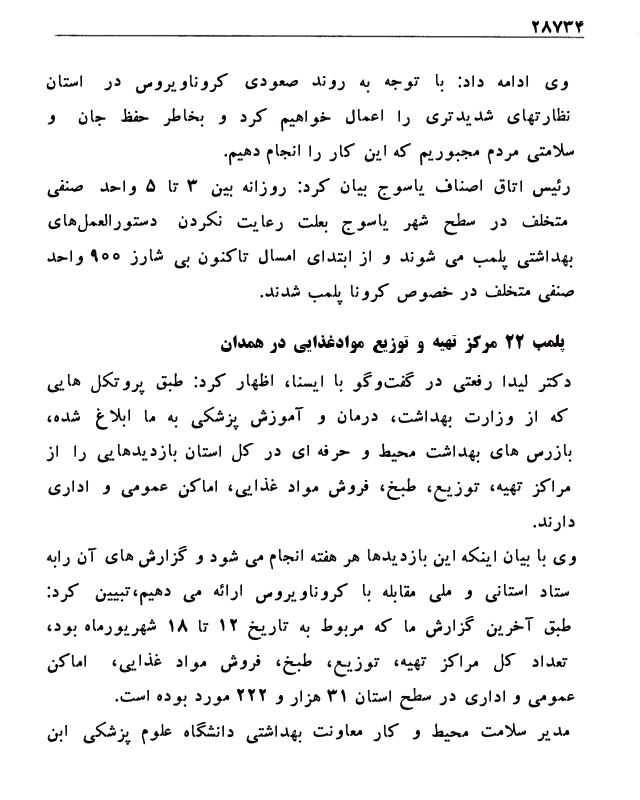 ۲۸۷۳۴
وی ادامه داد: با توجه به روند صعودی کروناویروس در استان
نظارتهای شدیدتری را اعمال خواهیم کرد و بخاطر حفظ جان و
سلامتی مردم مجبوریم که این کار را انجام دهیم.
رئیس اتاق اصناف یاسوج بیان کرد: روزانه بین ۳ تا ۵ واحد صنفی
متخلف در سطح شهر یاسوج بعلت رعایت نکردن دستورالعمل‌های
بهداشتی پلمب می شوند و از ابتدای امسال تاکنون بی شارز ۹۰۰ واحد
صنفی متخلف در خصوص کرونا پلمب شدند.
پلمب ۲۲ مرکز تهیه و توزیع موادغذایی در همدان
دکتر لیدا رفعتی در گفت‌وگو با ایسنا، اظهار کرد: طبق پروتکل هایی
که از وزارت بهداشت، درمان و آموزش پزشکی به ما ابلاغ شده،
بازرس های بهداشت محیط و حرفه ای در کل استان بازدیدهایی را از
مراکز تهیه، توزیع، طبخ، فروش مواد غذایی، اماکن عمومی و اداری
دارند.
وی با بیان اینکه این بازدیدها هر هفته انجام می شود و گزارش های آن رابه
ستاد استانی و ملی مقابله با کروناویروس ارائه می دهیم،تبیین کرد:
طبق آخرین گزارش ما که مربوط به تاریخ ۱۲ تا ۱۸ شهریورماه بود،
تعداد کل مراکز تهیه، توزیع، طبخ، فروش مواد غذایی، اماکن
عمومی و اداری در سطح استان ۳۱ هزار و ۲۲۲ مورد بوده است.
مدیر سلامت محیط و کار معاونت بهداشتی دانشگاه علوم پزشکی ابن